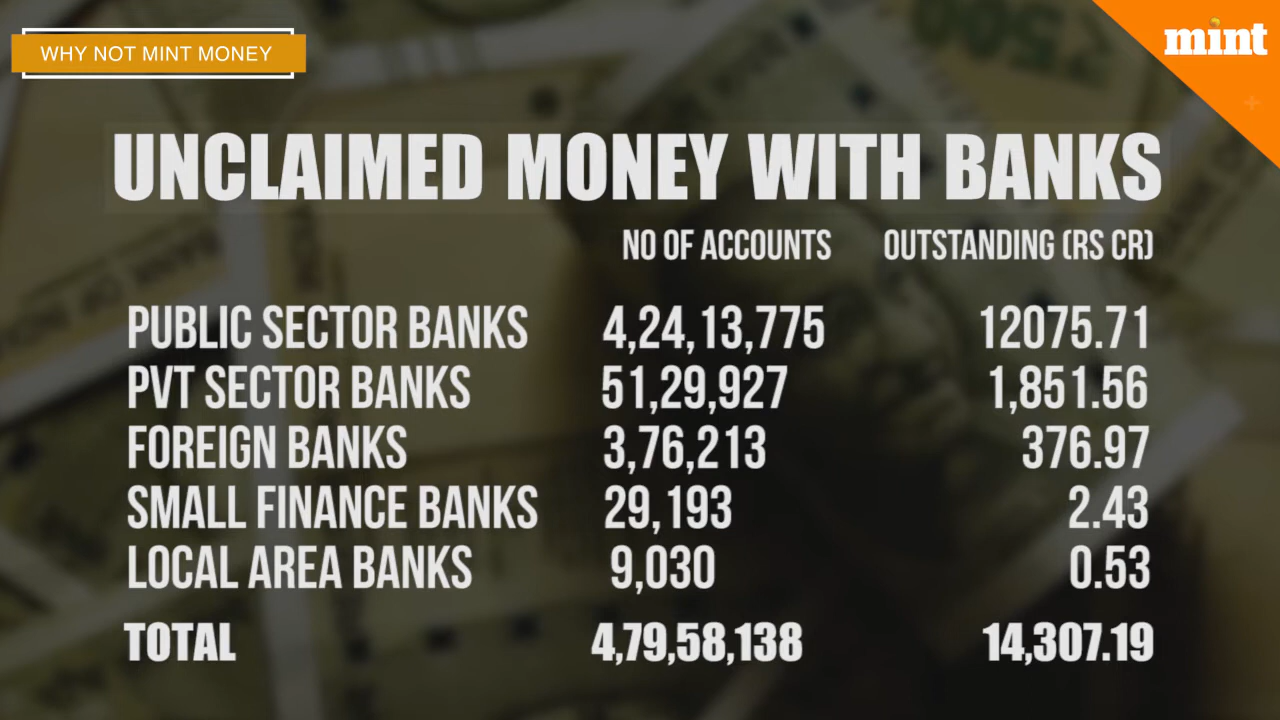 WHY NOT MINT MONEY
mint
UNCLAIMED MONEY WITH BANKS
NO OF ACCOUNTS OUTSTANDING (RS CR)
PUBLIC SECTOR BANKS 4,24,13,775 12075.71
PVT SECTOR BANKS 51,29,927 1,851.56
FOREIGN BANKS 3,76,213 376.97
SMALL FINANCE BANKS 29,193 2.43
LOCAL AREA BANKS 9,030 0.53
TOTAL 4,79,58,138 14,307.19